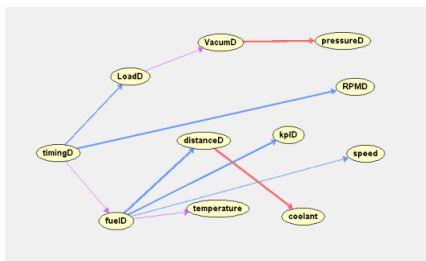 VacumD
pressureD
LoadD
RPMD
distanceD
kplD
timingD
speed
fuelD
temperature
coolant